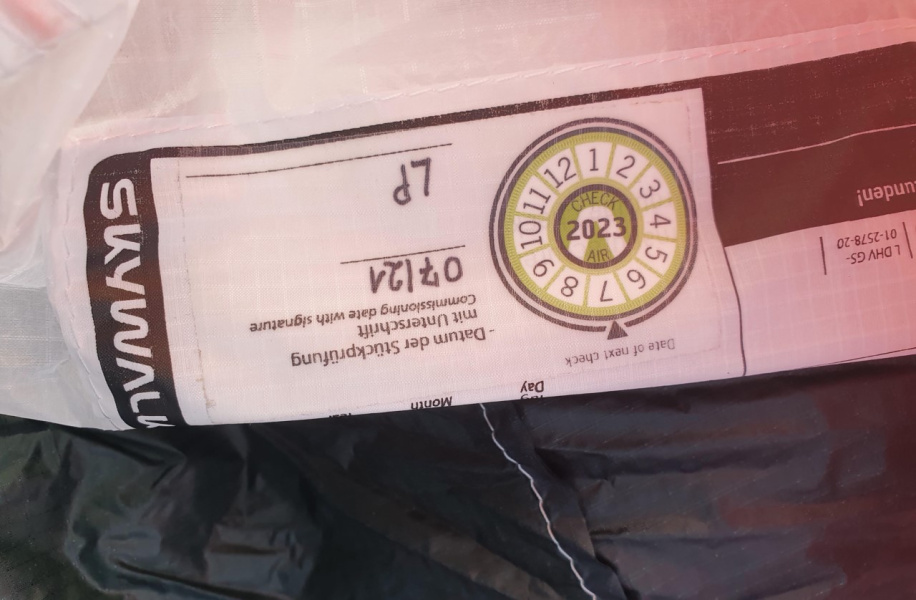 Day
Month
Date of next check
- Datum der Stückprüfung
mit Unterschrift
Commissioning date with signature
07/21
LP
1 2 3 4 5 6 7 8 9 10 11 12
CHECK
2023
AIR
L DHV GS-
01-2578-20
SKYWALK